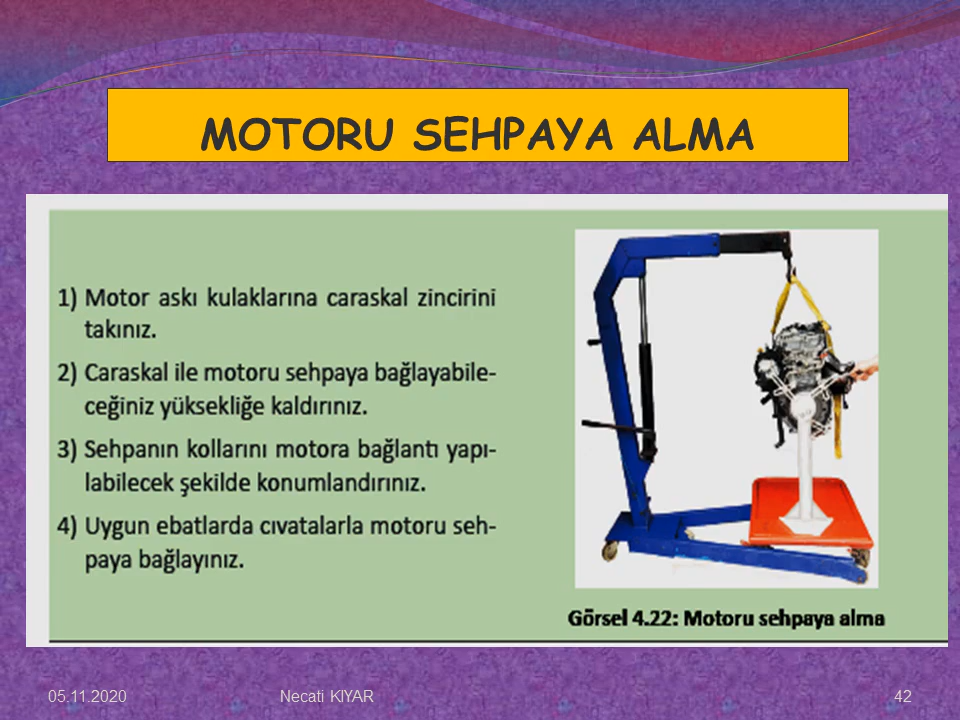 MOTORU SEHPAYA ALMA
1) Motor askı kulaklarına caraskal zincirini
takınız.
2) Caraskal ile motoru sehpaya bağlayabile-
ceğiniz yüksekliğe kaldırınız.
3) Sehpanın kollarını motora bağlantı yapı-
labilecek şekilde konumlandırınız.
4) Uygun ebatlarda cıvatalarla motoru seh-
paya bağlayınız.
Görsel 4.22: Motoru sehpaya alma
05.11.2020
Necati KIYAR
42